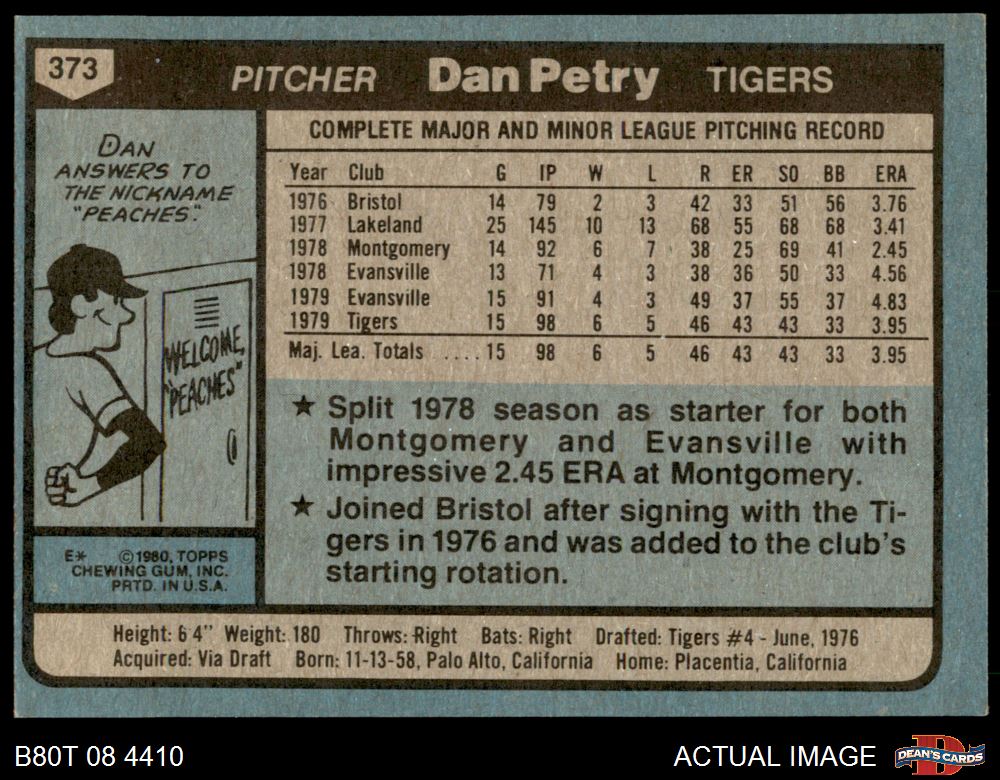 373
PITCHER Dan Petry TIGERS
DAN
ANSWERS TO
THE NICKNAME
"PEACHES".
WELCOME,
"PEACHES"
E* ©1980, TOPPS
CHEWING GUM, INC.
PRTD. IN U.S.A.
COMPLETE MAJOR AND MINOR LEAGUE PITCHING RECORD
Year Club G IP W L R ER SO BB ERA
1976 Bristol 14 79 2 3 42 33 51 56 3.76
1977 Lakeland 25 145 10 13 68 55 68 68 3.41
1978 Montgomery 14 92 6 7 38 25 69 41 2.45
1978 Evansville 13 71 4 3 38 36 50 33 4.56
1979 Evansville 15 91 4 3 49 37 55 37 4.83
1979 Tigers 15 98 6 5 46 43 43 33 3.95
Maj. Lea. Totals .... 15 98 6 5 46 43 43 33 3.95
★ Split 1978 season as starter for both
Montgomery and Evansville with
impressive 2.45 ERA at Montgomery.
★ Joined Bristol after signing with the Ti-
gers in 1976 and was added to the club's
starting rotation.
Height: 6'4" Weight: 180 Throws: Right Bats: Right Drafted: Tigers #4 - June, 1976
Acquired: Via Draft Born: 11-13-58, Palo Alto, California Home: Placentia, California
B80T 08 4410
ACTUAL IMAGE
D
DEAN'S CARDS